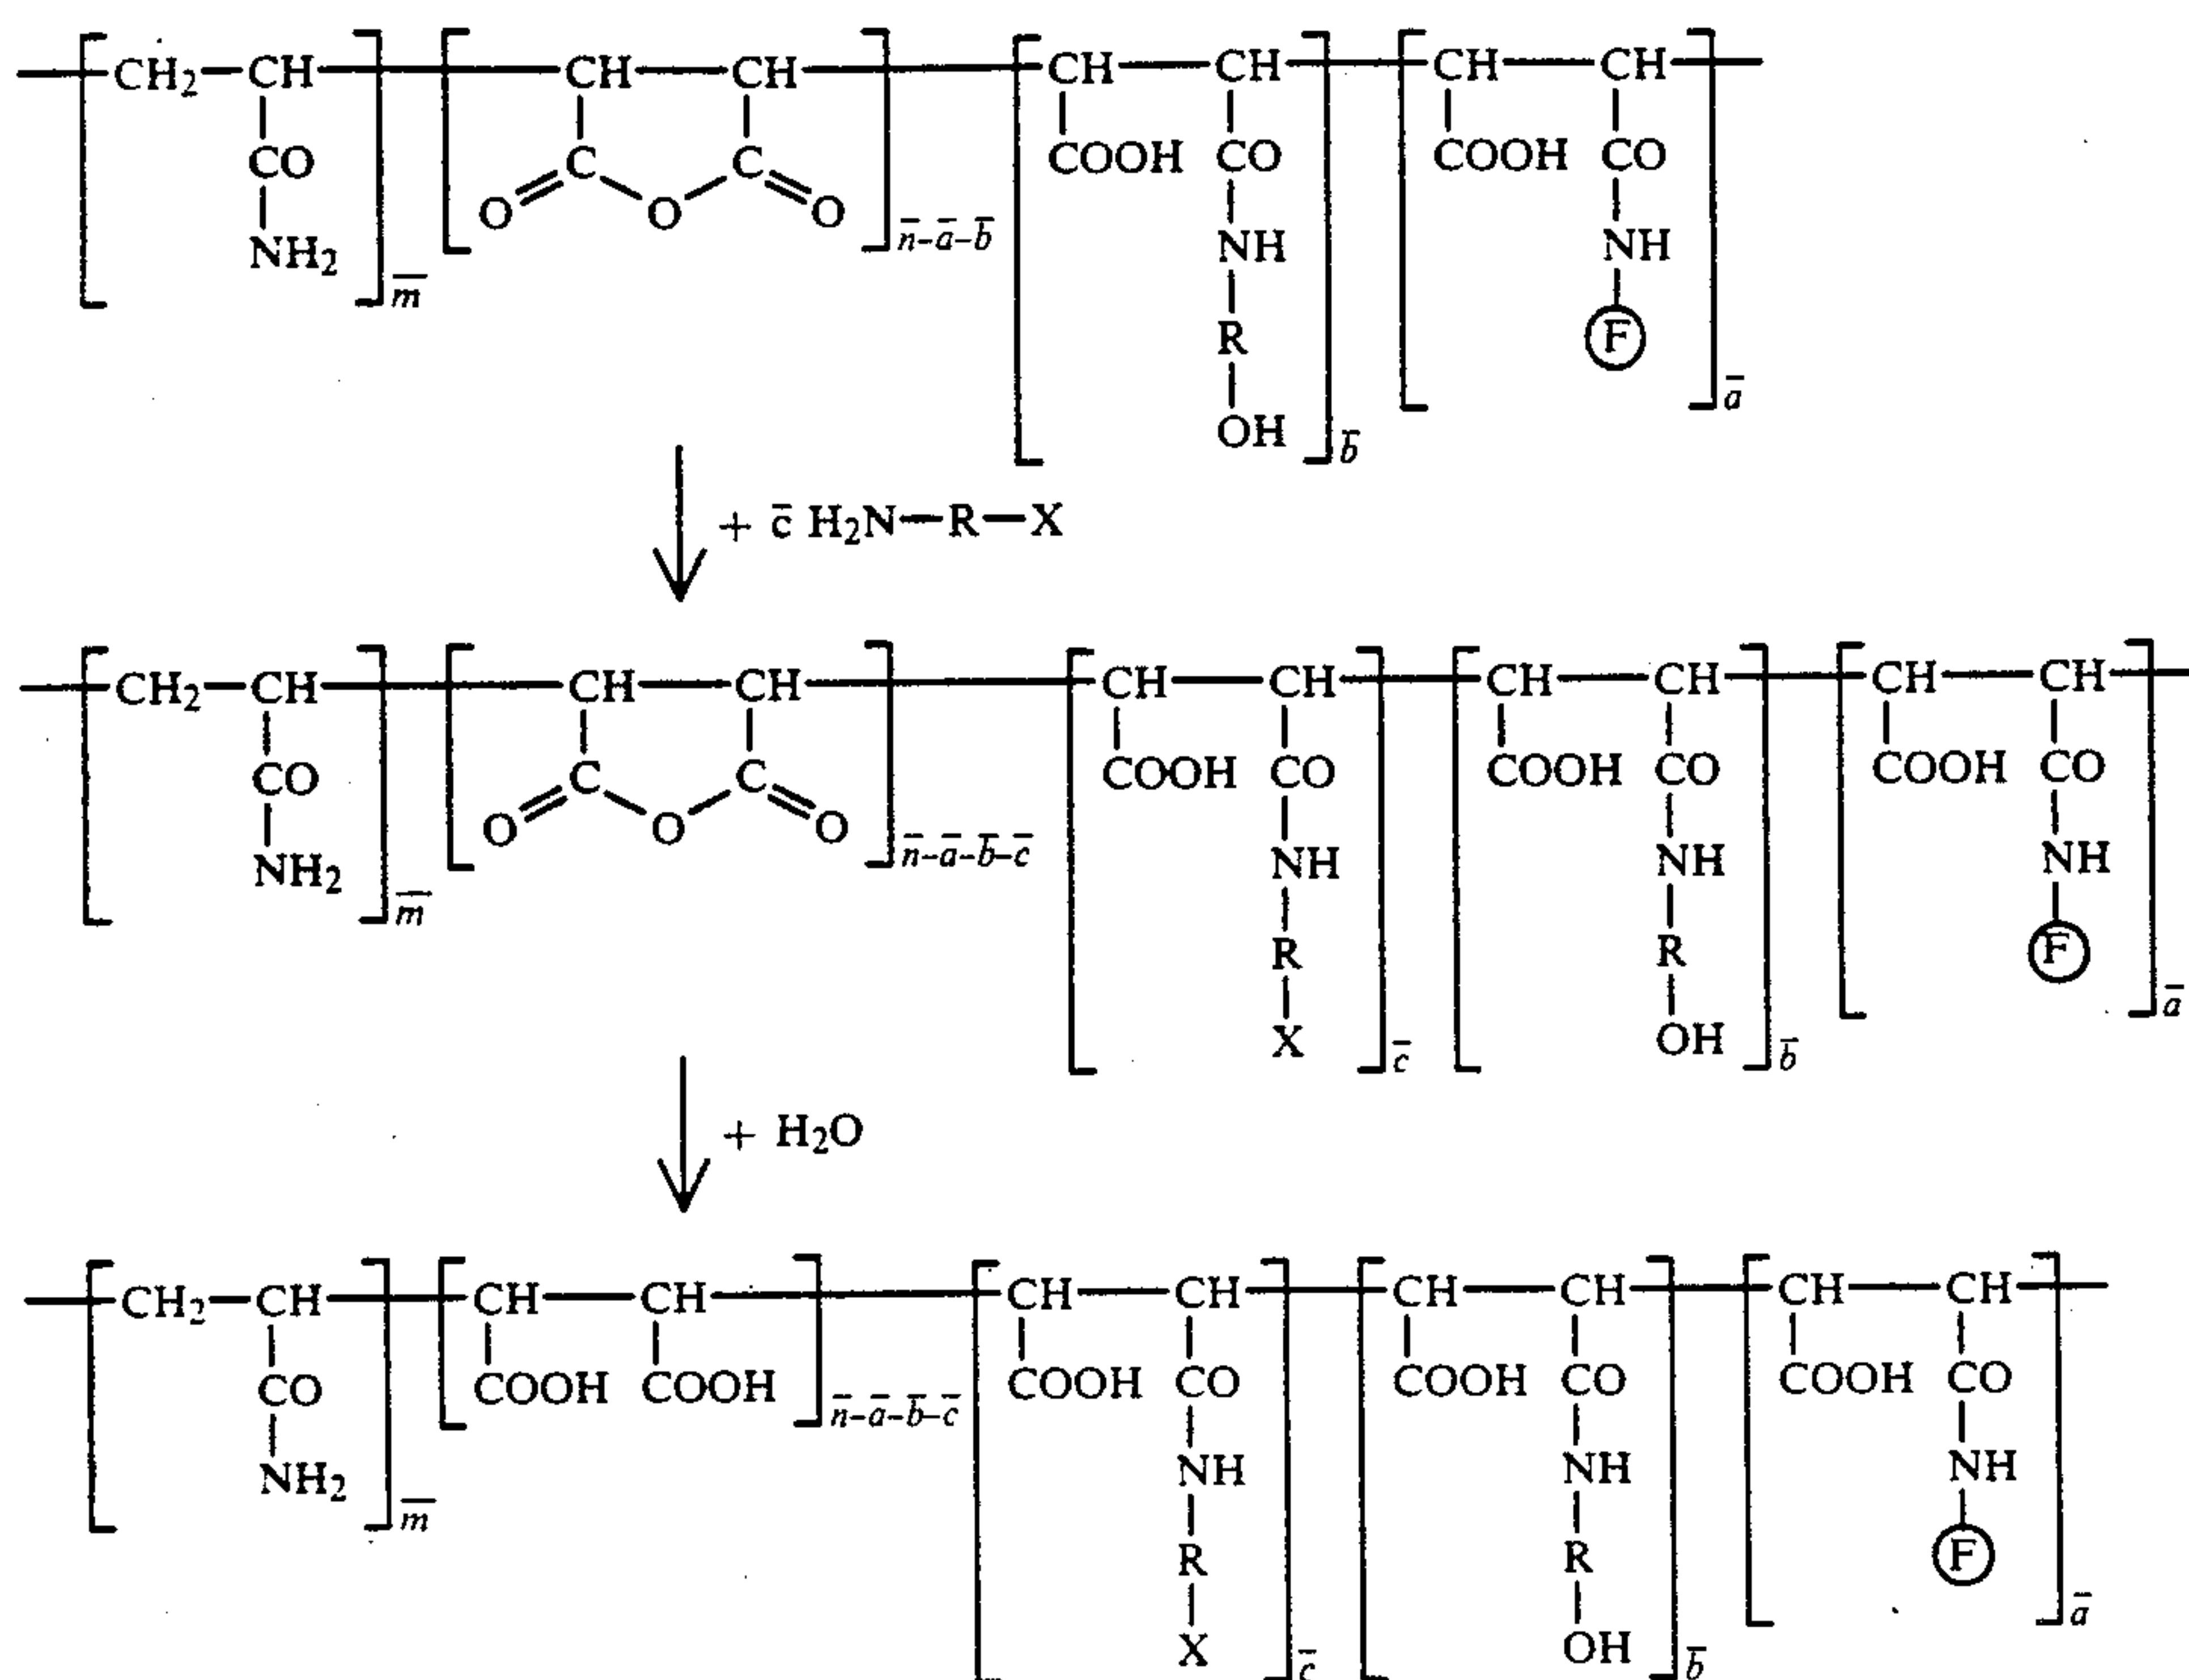 CH₂—CH CH—CH CH—CH CH—CH
CO C C COOH CO COOH CO
O O O
NH₂ NH NH
m̅ n̅-a̅-b̅
R F
OH
b̅ a̅
+ c̅ H₂N—R—X
CH₂—CH CH—CH CH—CH CH—CH CH—CH
CO C C COOH CO COOH CO COOH CO
O O O
NH₂ NH NH NH
m̅ n̅-a̅-b̅-c̅
R R F
X OH
c̅ b̅ a̅
+ H₂O
CH₂—CH CH—CH CH—CH CH—CH CH—CH
CO COOH COOH COOH CO COOH CO COOH CO
n̅-a̅-b̅-c̅
NH₂ NH NH NH
m̅
R R F
X OH
c̅ b̅ a̅